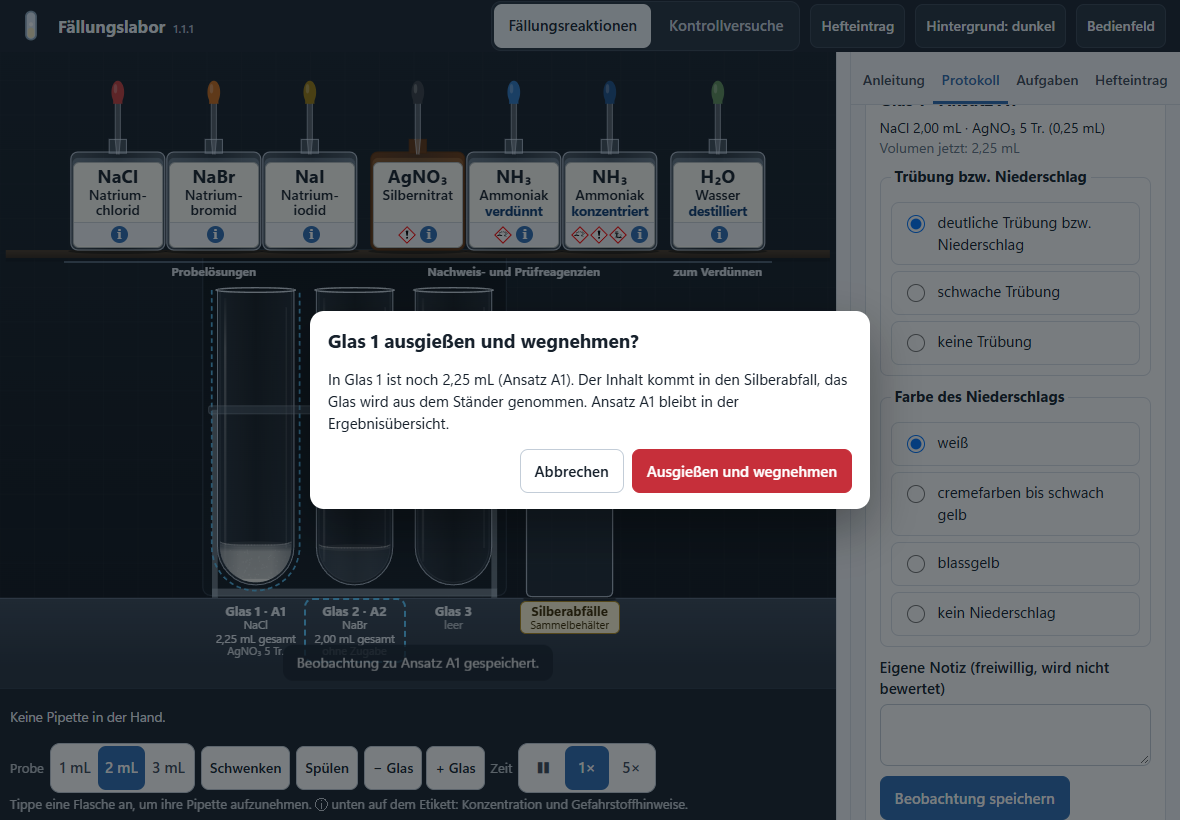 Fällungslabor 1.1.1
Fällungsreaktionen
Kontrollversuche
Hefteintrag
Hintergrund: dunkel
Bedienfeld
Anleitung
Protokoll
Aufgaben
Hefteintrag
NaCl
Natrium-
chlorid
NaBr
Natrium-
bromid
NaI
Natrium-
iodid
AgNO₃
Silbernitrat
NH₃
Ammoniak
verdünnt
NH₃
Ammoniak
konzentriert
H₂O
Wasser
destilliert
Probelösungen
Nachweis- und Prüfreagenzien
zum Verdünnen
Glas 1 ausgießen und wegnehmen?
In Glas 1 ist noch 2,25 mL (Ansatz A1). Der Inhalt kommt in den Silberabfall, das
Glas wird aus dem Ständer genommen. Ansatz A1 bleibt in der
Ergebnisübersicht.
Abbrechen
Ausgießen und wegnehmen
Glas 1 · A1
NaCl
2,25 mL gesamt
AgNO₃ 5 Tr.
Glas 2 · A2
NaBr
2,00 mL gesamt
ohne Zugabe
Glas 3
leer
Silberabfälle
Sammelbehälter
Beobachtung zu Ansatz A1 gespeichert.
Keine Pipette in der Hand.
Probe
1 mL
2 mL
3 mL
Schwenken
Spülen
− Glas
+ Glas
Zeit
1×
5×
Tippe eine Flasche an, um ihre Pipette aufzunehmen. ⓘ unten auf dem Etikett: Konzentration und Gefahrstoffhinweise.
NaCl 2,00 mL · AgNO₃ 5 Tr. (0,25 mL)
Volumen jetzt: 2,25 mL
Trübung bzw. Niederschlag
deutliche Trübung bzw.
Niederschlag
schwache Trübung
keine Trübung
Farbe des Niederschlags
weiß
cremefarben bis schwach
gelb
blassgelb
kein Niederschlag
Eigene Notiz (freiwillig, wird nicht
bewertet)
Beobachtung speichern